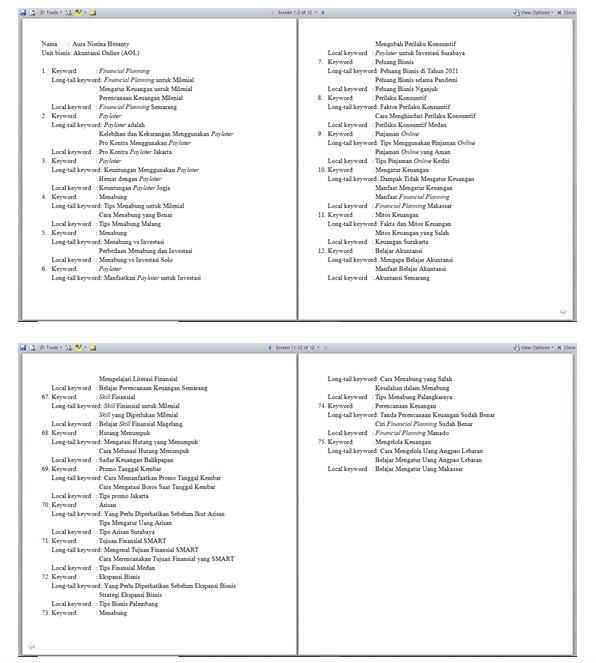 Tools
Screen 1-2 of 12
View Options
Close
Nama : Aura Nisrina Hesanty
Unit bisnis: Akuntansi Online (AOL)
1. Keyword : Financial Planning
Long-tail keyword: Financial Planning untuk Milenial
Mengatur Keuangan untuk Milenial
Perencanaan Keuangan Milenial
Local keyword : Financial Planning Semarang
2. Keyword : Paylater
Long-tail keyword: Paylater adalah
Kelebihan dan Kekurangan Menggunakan Paylater
Pro Kontra Menggunakan Paylater
Local keyword : Pro Kontra Paylater Jakarta
3. Keyword : Paylater
Long-tail keyword: Keuntungan Menggunakan Paylater
Hemat dengan Paylater
Local keyword : Keuntungan Paylater Jogja
4. Keyword : Menabung
Long-tail keyword: Tips Menabung untuk Milenial
Cara Menabung yang Benar
Local keyword : Tips Menabung Malang
5. Keyword : Menabung
Long-tail keyword: Menabung vs Investasi
Perbedaan Menabung dan Investasi
Local keyword : Menabung vs Investasi Solo
6. Keyword : Paylater
Long-tail keyword: Manfaatkan Paylater untuk Investasi
Mengubah Perilaku Konsumtif
Local keyword : Paylater untuk Investasi Surabaya
7. Keyword : Peluang Bisnis
Long-tail keyword: Peluang Bisnis di Tahun 2021
Peluang Bisnis selama Pandemi
Local keyword : Peluang Bisnis Nganjuk
8. Keyword : Perilaku Konsumtif
Long-tail keyword: Faktor Perilaku Konsumtif
Cara Menghindari Perilaku Konsumtif
Local keyword : Perilaku Konsumtif Medan
9. Keyword : Pinjaman Online
Long-tail keyword: Tips Menggunakan Pinjaman Online
Pinjaman Online yang Aman
Local keyword : Tips Pinjaman Online Kediri
10. Keyword : Mengatur Keuangan
Long-tail keyword: Dampak Tidak Mengatur Keuangan
Manfaat Mengatur Keuangan
Manfaat Financial Planning
Local keyword : Financial Planning Makassar
11. Keyword : Mitos Keuangan
Long-tail keyword: Fakta dan Mitos Keuangan
Mitos Keuangan yang Salah
Local keyword : Keuangan Surakarta
12. Keyword : Belajar Akuntansi
Long-tail keyword: Mengapa Belajar Akuntansi
Manfaat Belajar Akuntansi
Local keyword : Akuntansi Semarang
Tools
Screen 11-12 of 12
View Options
Close
Mempelajari Literasi Finansial
Local keyword : Belajar Perencanaan Keuangan Semarang
67. Keyword : Skill Finansial
Long-tail keyword: Skill Finansial untuk Milenial
Skill yang Diperlukan Milenial
Local keyword : Belajar Skill Finansial Magelang
68. Keyword : Hutang Menumpuk
Long-tail keyword: Mengatasi Hutang yang Menumpuk
Cara Melunasi Hutang Menumpuk
Local keyword : Sadar Keuangan Balikpapan
69. Keyword : Promo Tanggal Kembar
Long-tail keyword: Cara Memanfaatkan Promo Tanggal Kembar
Cara Mengatasi Boros Saat Tanggal Kembar
Local keyword : Tips promo Jakarta
70. Keyword : Arisan
Long-tail keyword: Yang Perlu Diperhatikan Sebelum Ikut Arisan
Tips Mengatur Uang Arisan
Local keyword : Tips Arisan Surabaya
71. Keyword : Tujuan Finansial SMART
Long-tail keyword: Mengenal Tujuan Finansial SMART
Cara Merencanakan Tujuan Finansial yang SMART
Local keyword : Tips Finansial Medan
72. Keyword : Ekspansi Bisnis
Long-tail keyword: Yang Perlu Diperhatikan Sebelum Ekspansi Bisnis
Strategi Ekspansi Bisnis
Local keyword : Tips Bisnis Palembang
73. Keyword : Menabung
Long-tail keyword: Cara Menabung yang Salah
Kesalahan dalam Menabung
Local keyword : Tips Menabung Palangkaraya
74. Keyword : Perencanaan Keuangan
Long-tail keyword: Tanda Perencanaan Keuangan Sudah Benar
Ciri Financial Planning Sudah Benar
Local keyword : Financial Planning Manado
75. Keyword : Mengelola Keuangan
Long-tail keyword: Cara Mengelola Uang Angpao Lebaran
Belajar Mengatur Uang Angpao Lebaran
Local keyword : Belajar Mengatur Uang Makassar